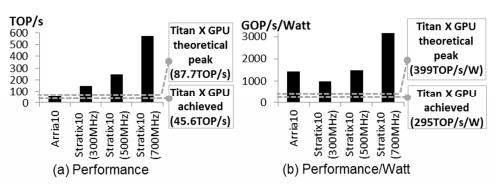 TOP/s
600
500
400
300
200
100
0
Arria10
Stratix10
(300MHz)
Stratix10
(500MHz)
Stratix10
(700MHz)
Titan X GPU
theoretical
peak
(87.7TOP/s)
Titan X GPU
achieved
(45.6TOP/s)
(a) Performance
GOP/s/Watt
3000
2000
1000
0
Arria10
Stratix10
(300MHz)
Stratix10
(500MHz)
Stratix10
(700MHz)
Titan X GPU
theoretical
peak
(399TOP/s/W)
Titan X GPU
achieved
(295TOP/s/W)
(b) Performance/Watt